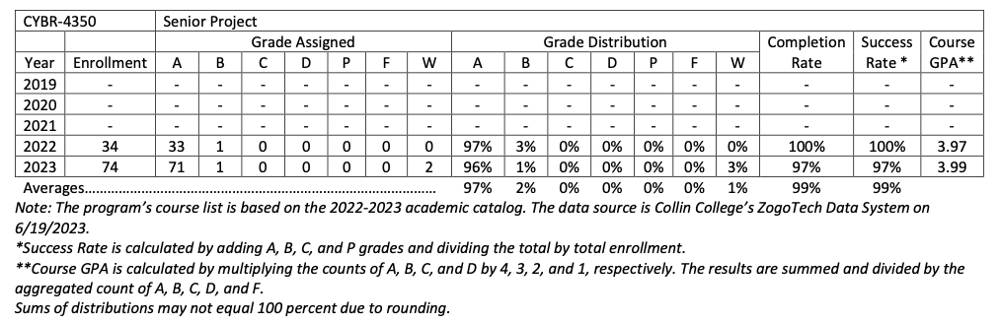 CYBR-4350 Senior Project
Grade Assigned Grade Distribution Completion Success Course
Year Enrollment A B C D P F W A B C D P F W Rate Rate * GPA**
2019 - - - - - - - - - - - - - - - - - -
2020 - - - - - - - - - - - - - - - - - -
2021 - - - - - - - - - - - - - - - - - -
2022 34 33 1 0 0 0 0 0 97% 3% 0% 0% 0% 0% 0% 100% 100% 3.97
2023 74 71 1 0 0 0 0 2 96% 1% 0% 0% 0% 0% 3% 97% 97% 3.99
Averages.................................................................................... 97% 2% 0% 0% 0% 0% 1% 99% 99%
Note: The program's course list is based on the 2022-2023 academic catalog. The data source is Collin College's ZogoTech Data System on
6/19/2023.
*Success Rate is calculated by adding A, B, C, and P grades and dividing the total by total enrollment.
**Course GPA is calculated by multiplying the counts of A, B, C, and D by 4, 3, 2, and 1, respectively. The results are summed and divided by the
aggregated count of A, B, C, D, and F.
Sums of distributions may not equal 100 percent due to rounding.